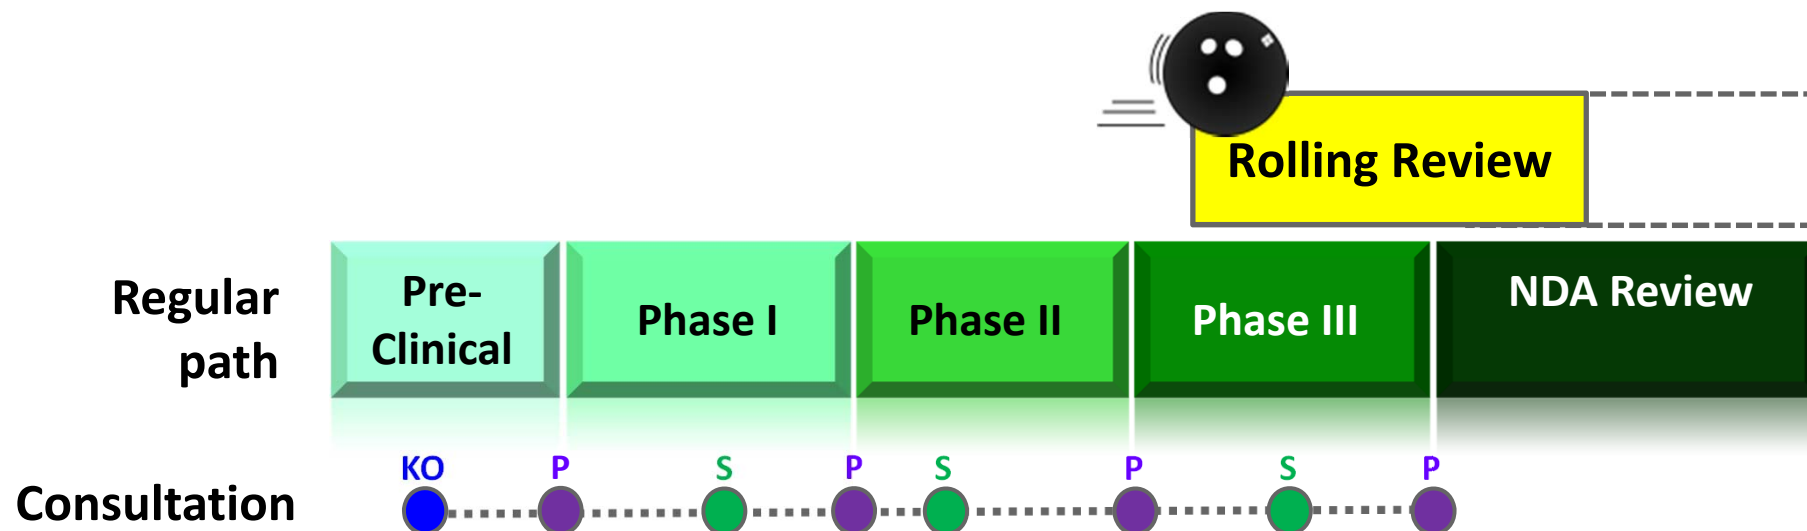 Rolling Review
Regular
path
Pre-
Clinical
Phase I
Phase II
Phase III
NDA Review
KO P S P S P S P
Consultation